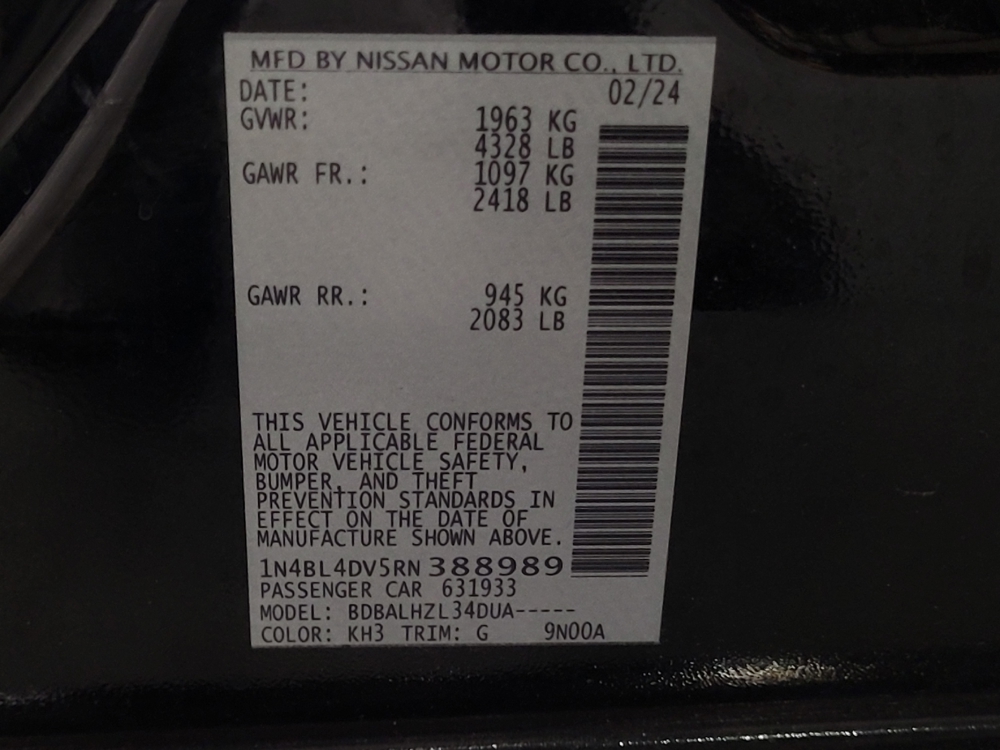 MFD BY NISSAN MOTOR CO., LTD.
DATE: 02/24
GVWR: 1963 KG
4328 LB
GAWR FR.: 1097 KG
2418 LB
GAWR RR.: 945 KG
2083 LB
THIS VEHICLE CONFORMS TO
ALL APPLICABLE FEDERAL
MOTOR VEHICLE SAFETY,
BUMPER, AND THEFT
PREVENTION STANDARDS IN
EFFECT ON THE DATE OF
MANUFACTURE SHOWN ABOVE.
1N4BL4DV5RN 388989
PASSENGER CAR 631933
MODEL: BDBALHZL34DUA-----
COLOR: KH3 TRIM: G 9N00A